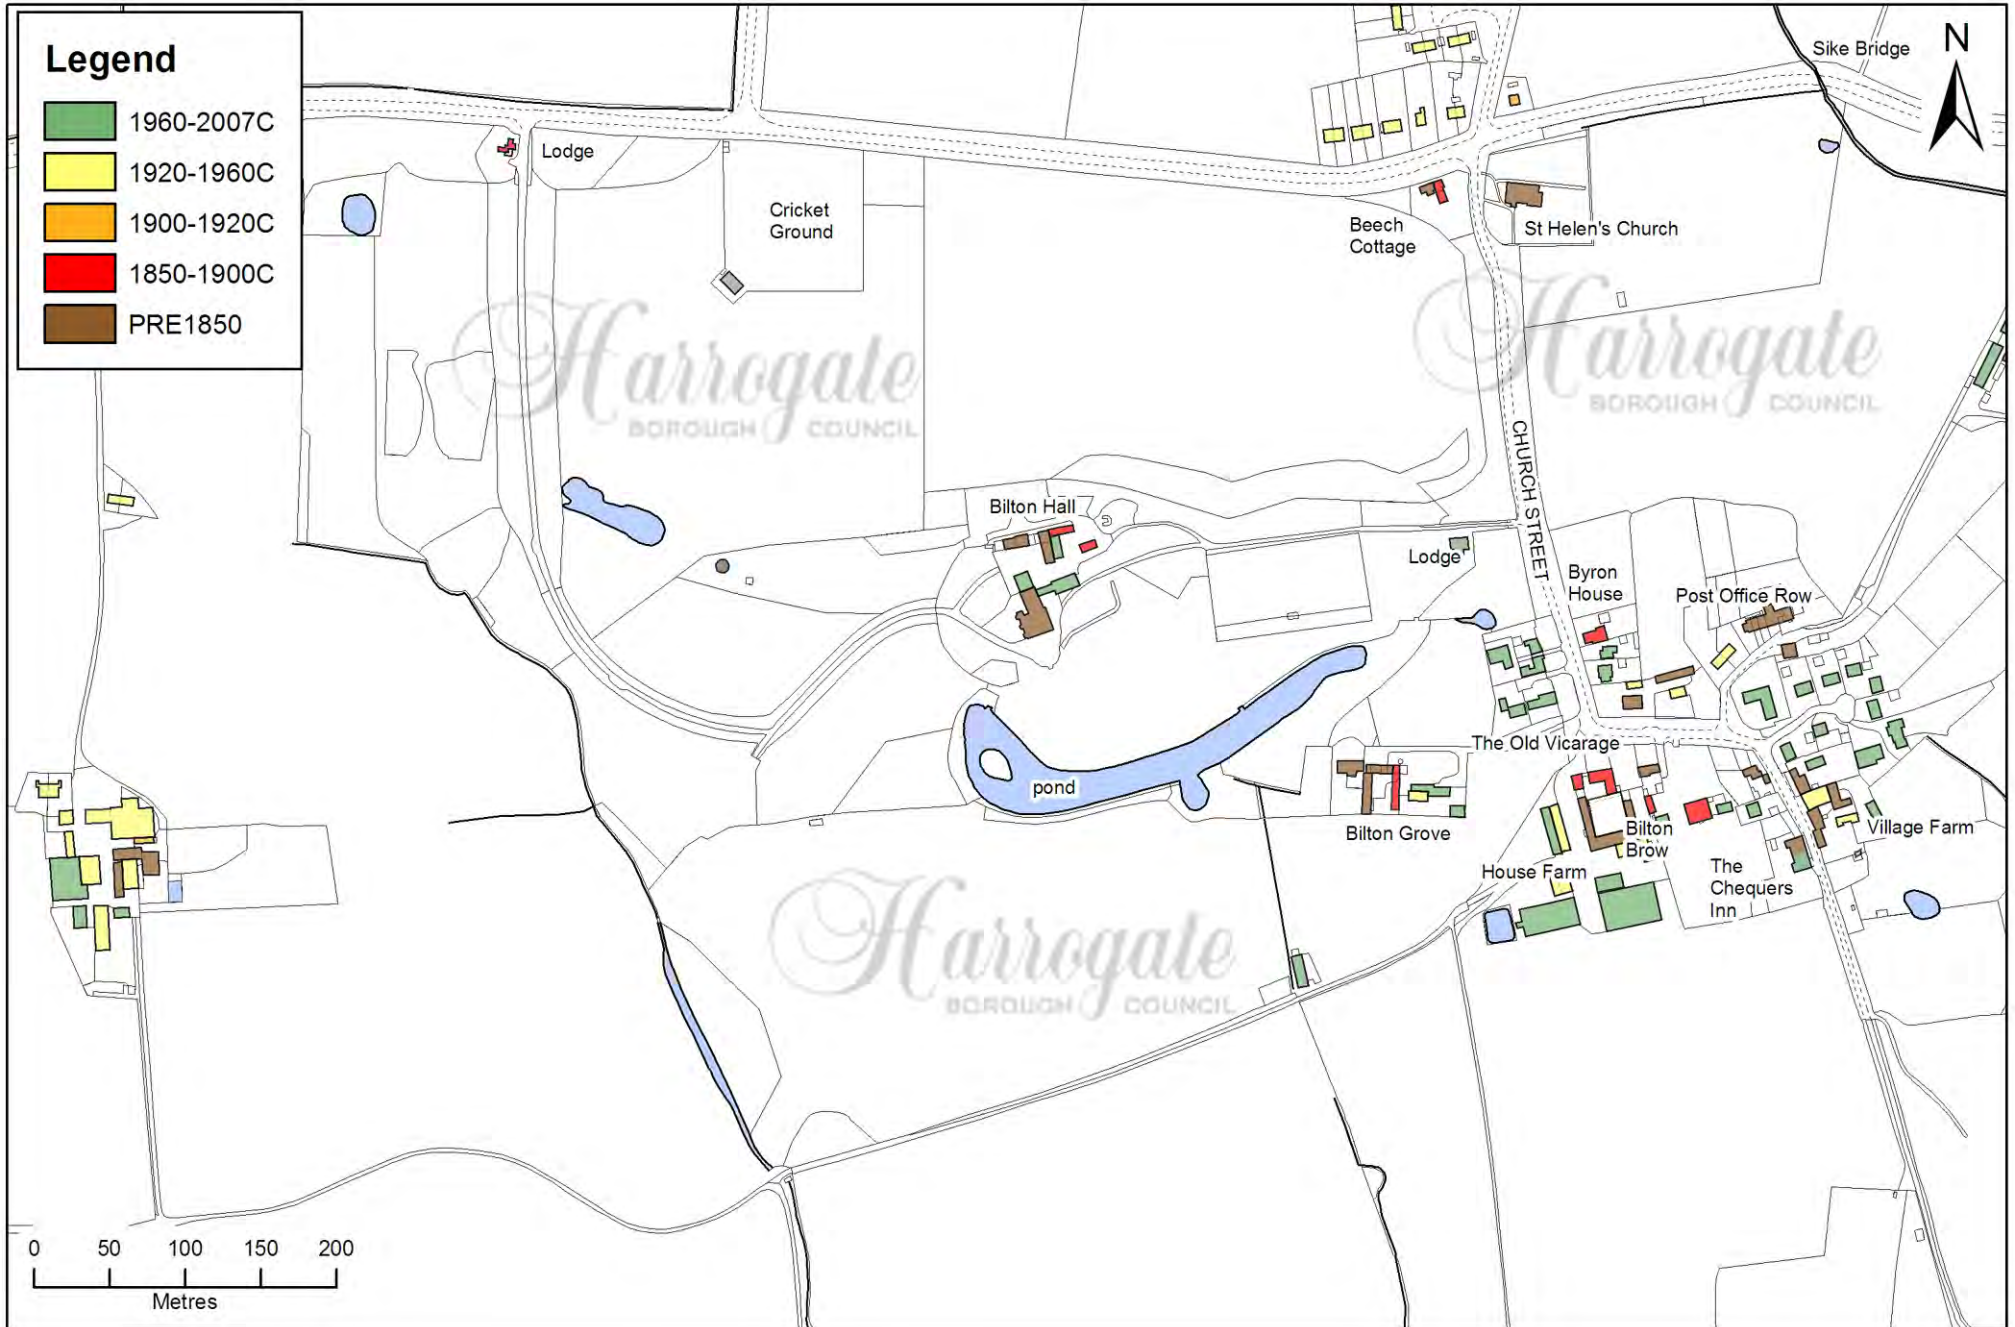 Legend
1960-2007C
1920-1960C
1900-1920C
1850-1900C
PRE1850
N
Sike Bridge
Lodge
Cricket
Ground
Beech
Cottage
St Helen's Church
Harrogate
BOROUGH COUNCIL
Harrogate
BOROUGH COUNCIL
CHURCH STREET
Bilton Hall
Lodge
Byron
House
Post Office Row
The Old Vicarage
pond
Bilton Grove
Bilton
Brow
Village Farm
House Farm
The
Chequers
Inn
Harrogate
BOROUGH COUNCIL
0 50 100 150 200
Metres